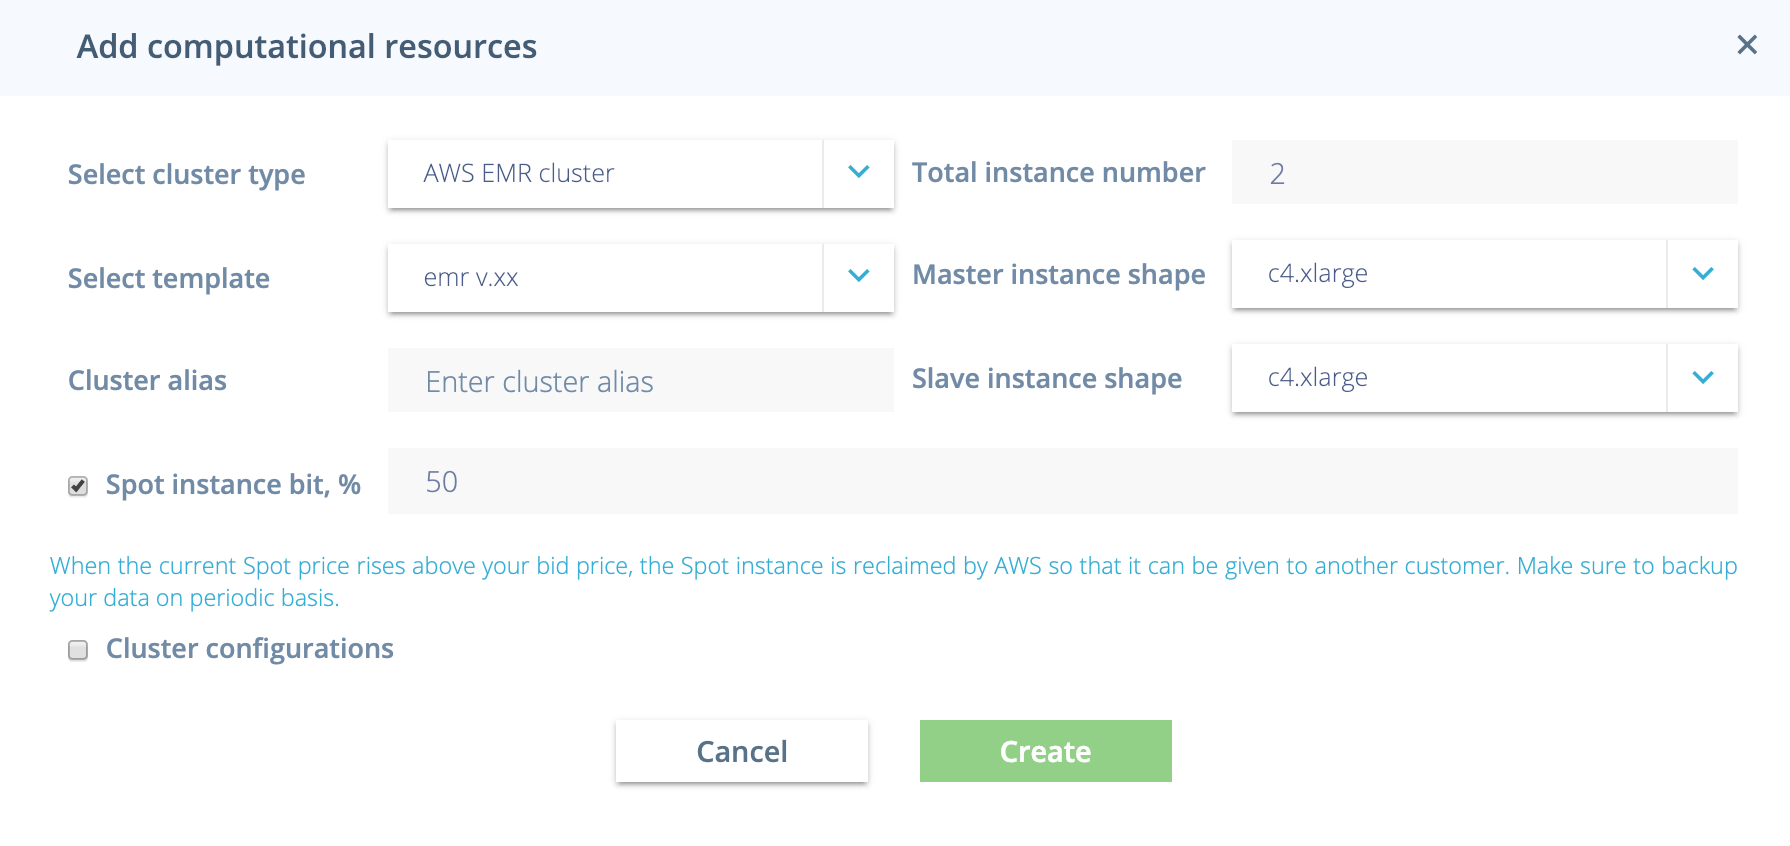 Add computational resources
Select cluster type
AWS EMR cluster
Total instance number
2
Select template
emr v.xx
Master instance shape
c4.xlarge
Cluster alias
Enter cluster alias
Slave instance shape
c4.xlarge
Spot instance bit, %
50
When the current Spot price rises above your bid price, the Spot instance is reclaimed by AWS so that it can be given to another customer. Make sure to backup
your data on periodic basis.
Cluster configurations
Cancel
Create